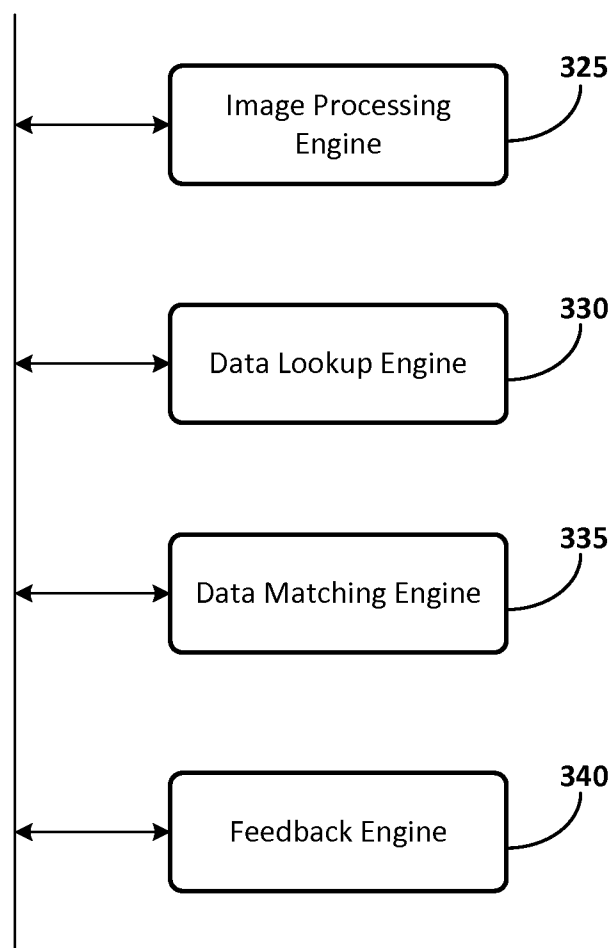 325
Image Processing
Engine
330
Data Lookup Engine
335
Data Matching Engine
340
Feedback Engine